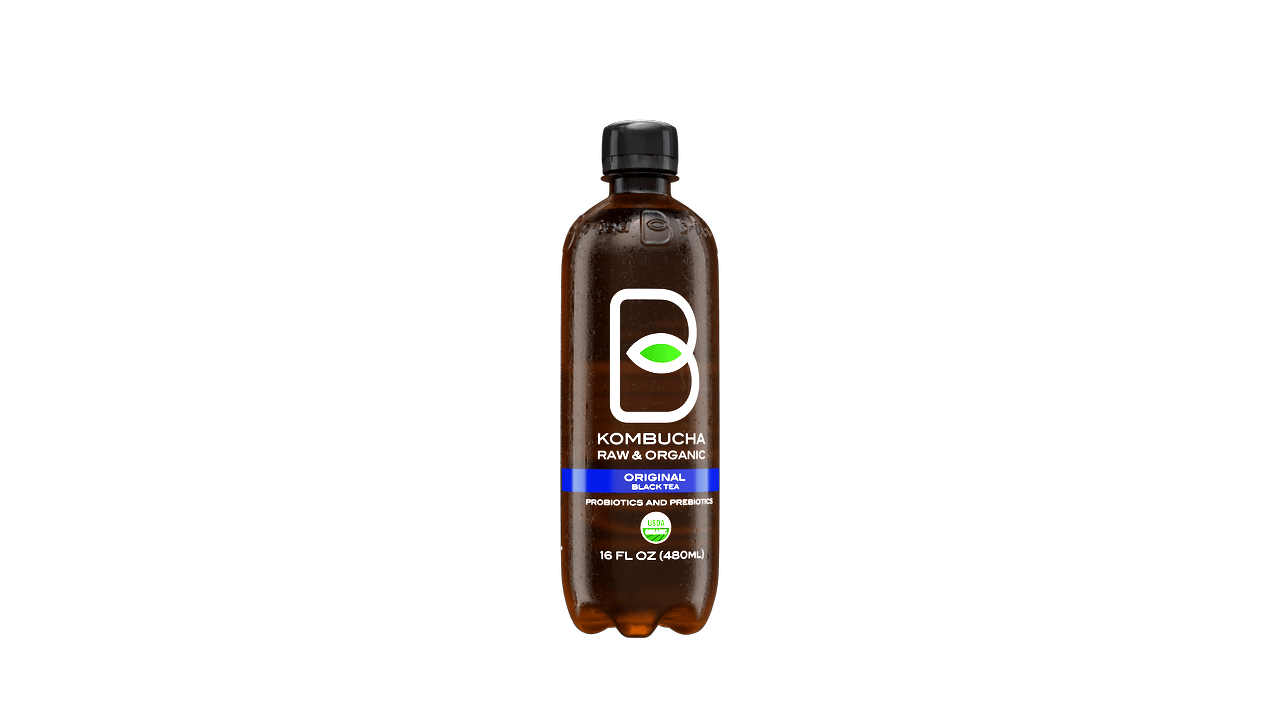 B
KOMBUCHA
RAW & ORGANIC
ORIGINAL
BLACK TEA
PROBIOTICS AND PREBIOTICS
USDA
ORGANIC
16 FL OZ (480ML)